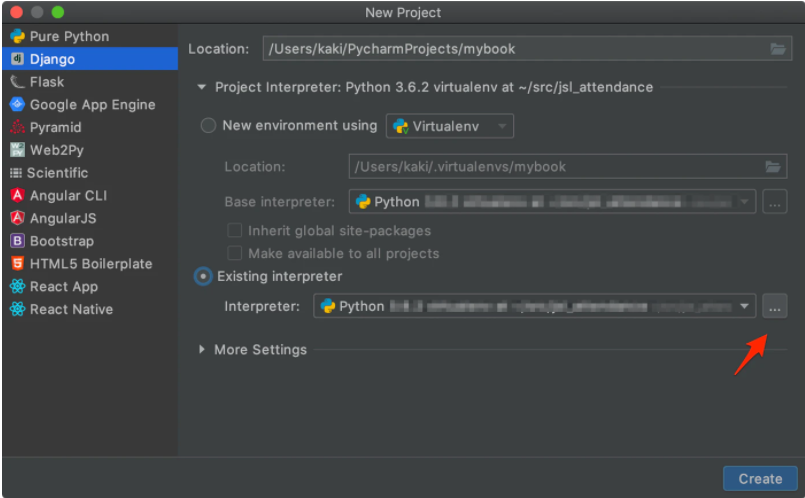 New Project
Pure Python
Django
Flask
Google App Engine
Pyramid
Web2Py
Scientific
Angular CLI
AngularJS
Bootstrap
HTML5 Boilerplate
React App
React Native
Location: /Users/kaki/PycharmProjects/mybook
Project Interpreter: Python 3.6.2 virtualenv at ~/src/jsl_attendance
New environment using Virtualenv
Location: /Users/kaki/.virtualenvs/mybook
Base interpreter: Python ...
Inherit global site-packages
Make available to all projects
Existing interpreter
Interpreter: Python ...
More Settings
Create